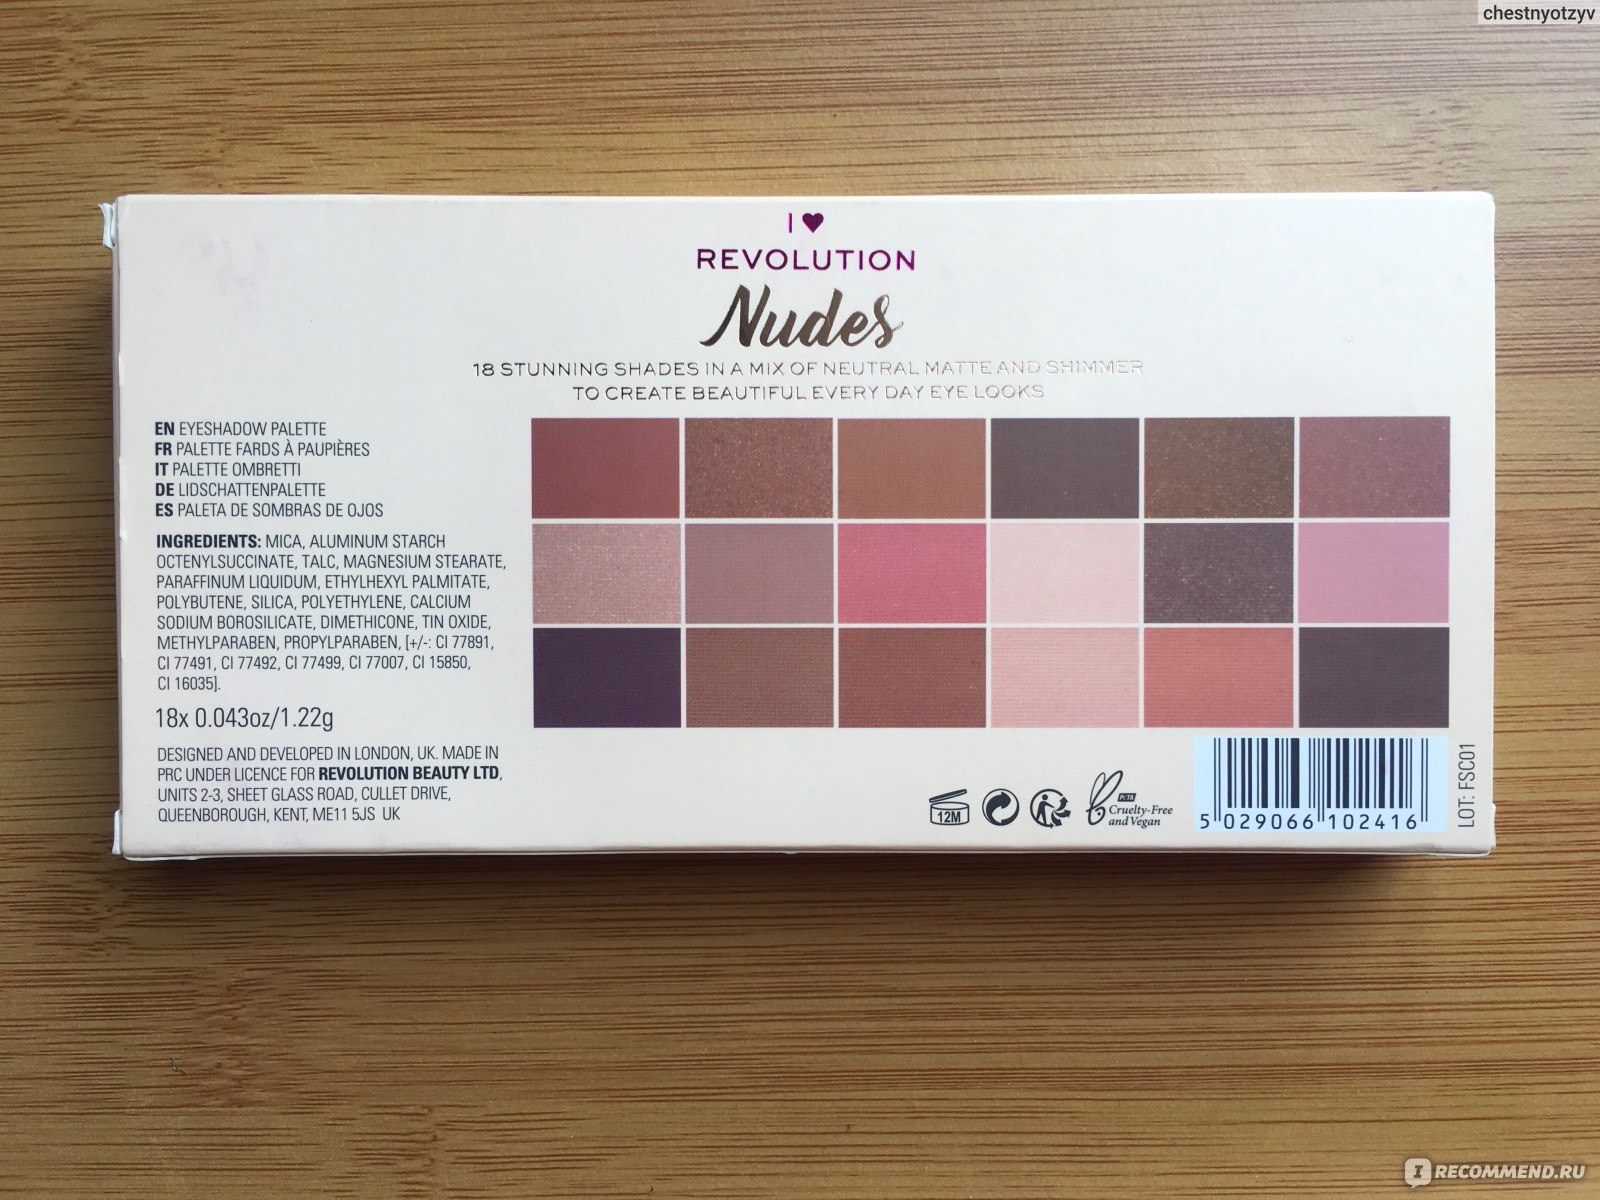 chestnyotzyv
I ♥
REVOLUTION
Nudes
18 STUNNING SHADES IN A MIX OF NEUTRAL MATTE AND SHIMMER
TO CREATE BEAUTIFUL EVERY DAY EYE LOOKS
EN EYESHADOW PALETTE
FR PALETTE FARDS À PAUPIÈRES
IT PALETTE OMBRETTI
DE LIDSCHATTENPALETTE
ES PALETA DE SOMBRAS DE OJOS
INGREDIENTS: MICA, ALUMINUM STARCH
OCTENYLSUCCINATE, TALC, MAGNESIUM STEARATE,
PARAFFINUM LIQUIDUM, ETHYLHEXYL PALMITATE,
POLYBUTENE, SILICA, POLYETHYLENE, CALCIUM
SODIUM BOROSILICATE, DIMETHICONE, TIN OXIDE,
METHYLPARABEN, PROPYLPARABEN, [+/-: CI 77891,
CI 77491, CI 77492, CI 77499, CI 77007, CI 15850,
CI 16035].
18x 0.043oz/1.22g
DESIGNED AND DEVELOPED IN LONDON, UK. MADE IN
PRC UNDER LICENCE FOR REVOLUTION BEAUTY LTD,
UNITS 2-3, SHEET GLASS ROAD, CULLET DRIVE,
QUEENBOROUGH, KENT, ME11 5JS UK
12M
PETA
Cruelty-Free
and Vegan
5 029066 102416
LOT: FSC01
I RECOMMEND.RU